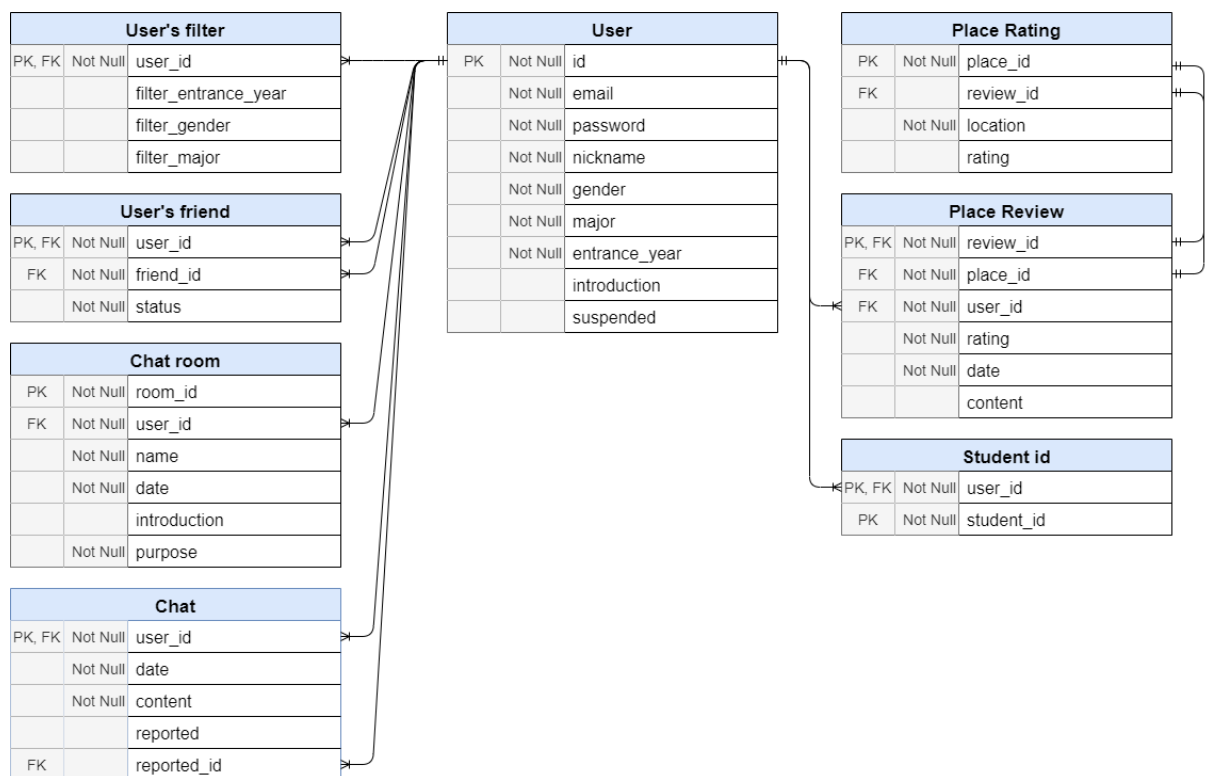 User's filter
PK, FK Not Null user_id
filter_entrance_year
filter_gender
filter_major
User's friend
PK, FK Not Null user_id
FK Not Null friend_id
Not Null status
Chat room
PK Not Null room_id
FK Not Null user_id
Not Null name
Not Null date
introduction
Not Null purpose
Chat
PK, FK Not Null user_id
Not Null date
Not Null content
reported
FK reported_id
User
PK Not Null id
Not Null email
Not Null password
Not Null nickname
Not Null gender
Not Null major
Not Null entrance_year
introduction
suspended
Place Rating
PK Not Null place_id
FK review_id
Not Null location
rating
Place Review
PK, FK Not Null review_id
FK Not Null place_id
FK Not Null user_id
Not Null rating
Not Null date
content
Student id
PK, FK Not Null user_id
PK Not Null student_id